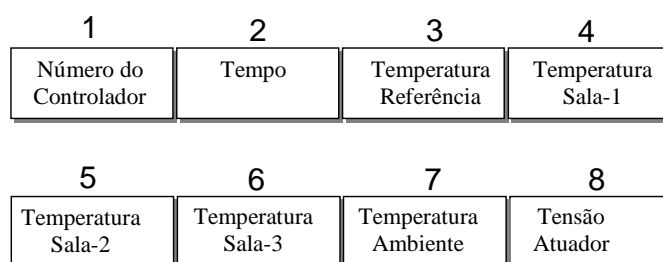 1 2 3 4
Número do Tempo Temperatura Temperatura
Controlador Referência Sala-1
5 6 7 8
Temperatura Temperatura Temperatura Tensão
Sala-2 Sala-3 Ambiente Atuador